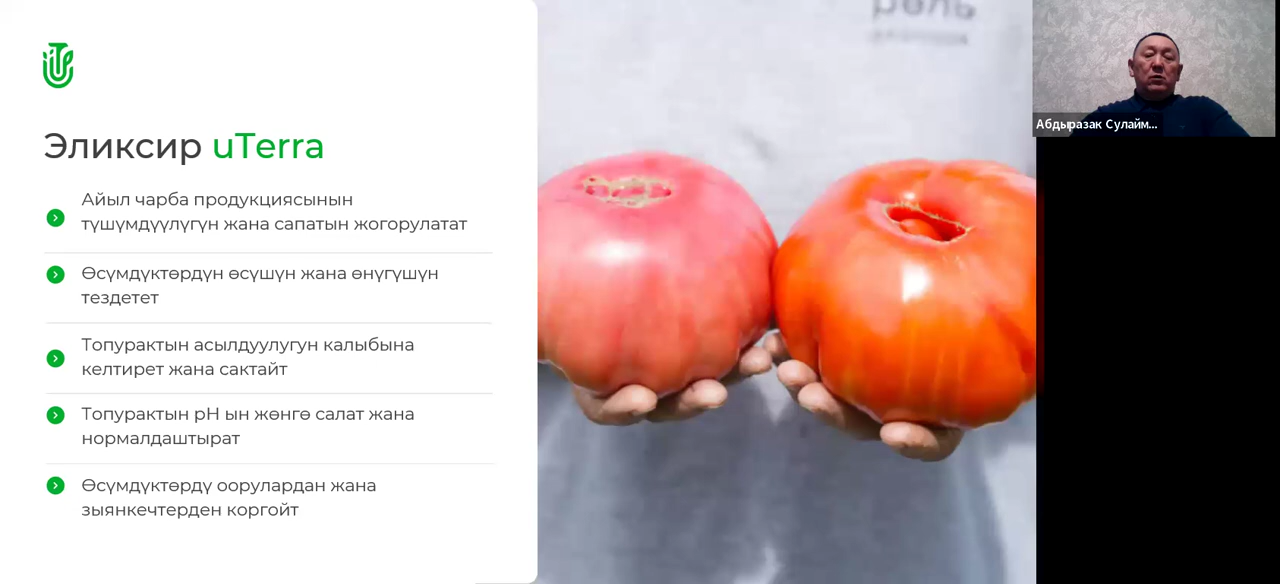 Эликсир uTerra
Айыл чарба продукциясынын
түшүмдүүлүгүн жана сапатын жогорулатат
Өсүмдүктөрдүн өсүшүн жана өнүгүшүн
тездетет
Топурактын асылдуулугун калыбына
келтирет жана сактайт
Топурактын pH ын жөнгө салат жана
нормалдаштырат
Өсүмдүктөрдү оорулардан жана
зыянкечтерден коргойт
Абдыразак Сулайм...